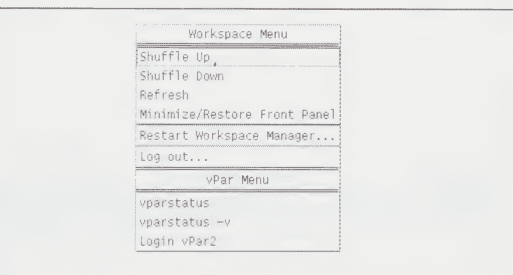 Workspace Menu
Shuffle Up
Shuffle Down
Refresh
Minimize/Restore Front Panel
Restart Workspace Manager...
Log out...
vPar Menu
vparstatus
vparstatus -v
Login vPar2